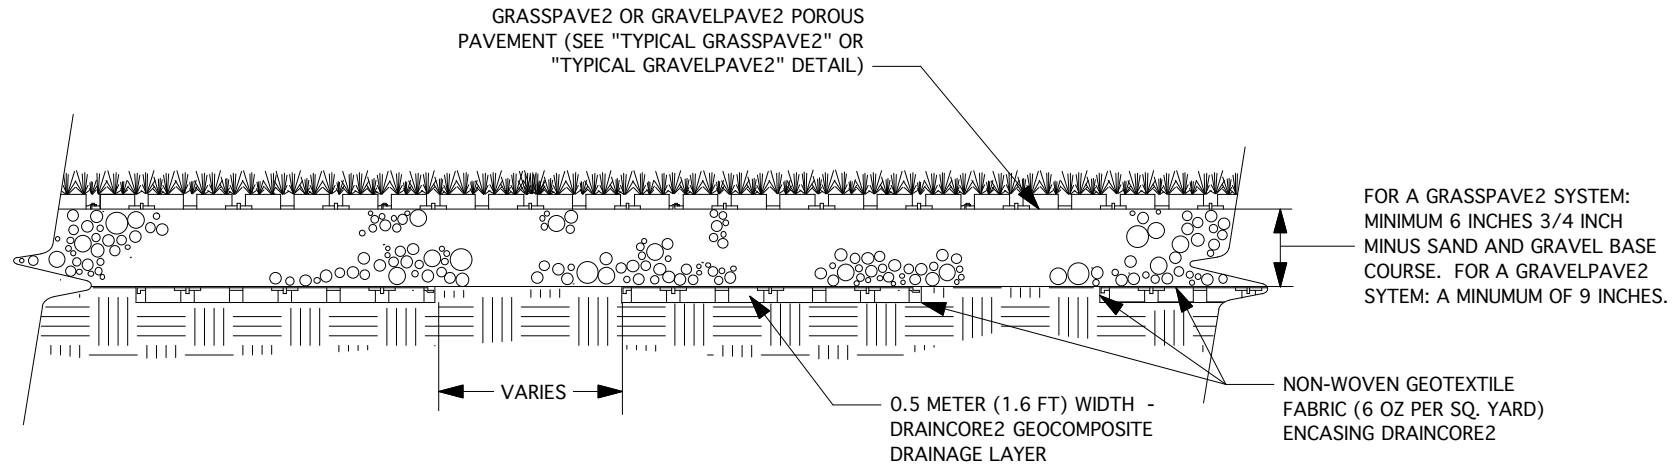 GRASSPAVE2 OR GRAVELPAVE2 POROUS
PAVEMENT (SEE "TYPICAL GRASSPAVE2" OR
"TYPICAL GRAVELPAVE2" DETAIL)
FOR A GRASSPAVE2 SYSTEM:
MINIMUM 6 INCHES 3/4 INCH
MINUS SAND AND GRAVEL BASE
COURSE. FOR A GRAVELPAVE2
SYTEM: A MINUMUM OF 9 INCHES.
VARIES
0.5 METER (1.6 FT) WIDTH -
DRAINCORE2 GEOCOMPOSITE
DRAINAGE LAYER
NON-WOVEN GEOTEXTILE
FABRIC (6 OZ PER SQ. YARD)
ENCASING DRAINCORE2